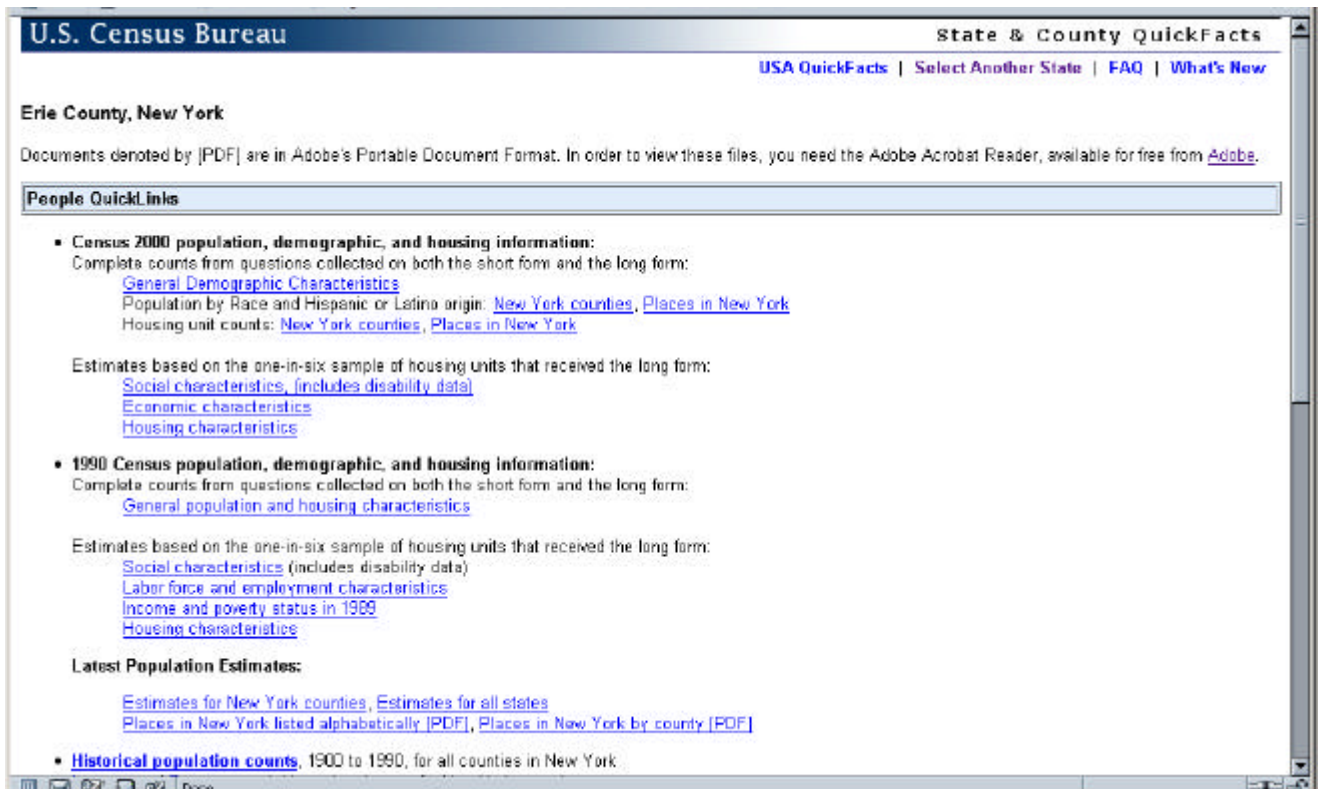 U.S. Census Bureau
State & County QuickFacts
USA QuickFacts | Select Another State | FAQ | What's New
Erie County, New York
Documents denoted by [PDF] are in Adobe's Portable Document Format. In order to view these files, you need the Adobe Acrobat Reader, available for free from Adobe.
People QuickLinks
• Census 2000 population, demographic, and housing information:
Complete counts from questions collected on both the short form and the long form:
General Demographic Characteristics
Population by Race and Hispanic or Latino origin: New York counties, Places in New York
Housing unit counts: New York counties, Places in New York
Estimates based on the one-in-six sample of housing units that received the long form:
Social characteristics, (includes disability data)
Economic characteristics
Housing characteristics
• 1990 Census population, demographic, and housing information:
Complete counts from questions collected on both the short form and the long form:
General population and housing characteristics
Estimates based on the one-in-six sample of housing units that received the long form:
Social characteristics (includes disability data)
Labor force and employment characteristics
Income and poverty status in 1989
Housing characteristics
Latest Population Estimates:
Estimates for New York counties, Estimates for all states
Places in New York listed alphabetically [PDF], Places in New York by county [PDF]
• Historical population counts, 1900 to 1990, for all counties in New York